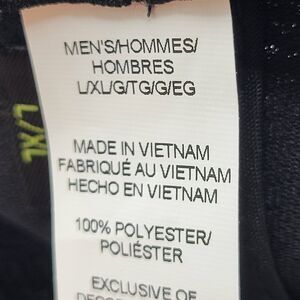 MEN'S/HOMMES/
HOMBRES
L/XL/G/TG/G/EG
MADE IN VIETNAM
FABRIQUÉ AU VIETNAM
HECHO EN VIETNAM
100% POLYESTER/
POLIÉSTER
EXCLUSIVE OF
L/XL